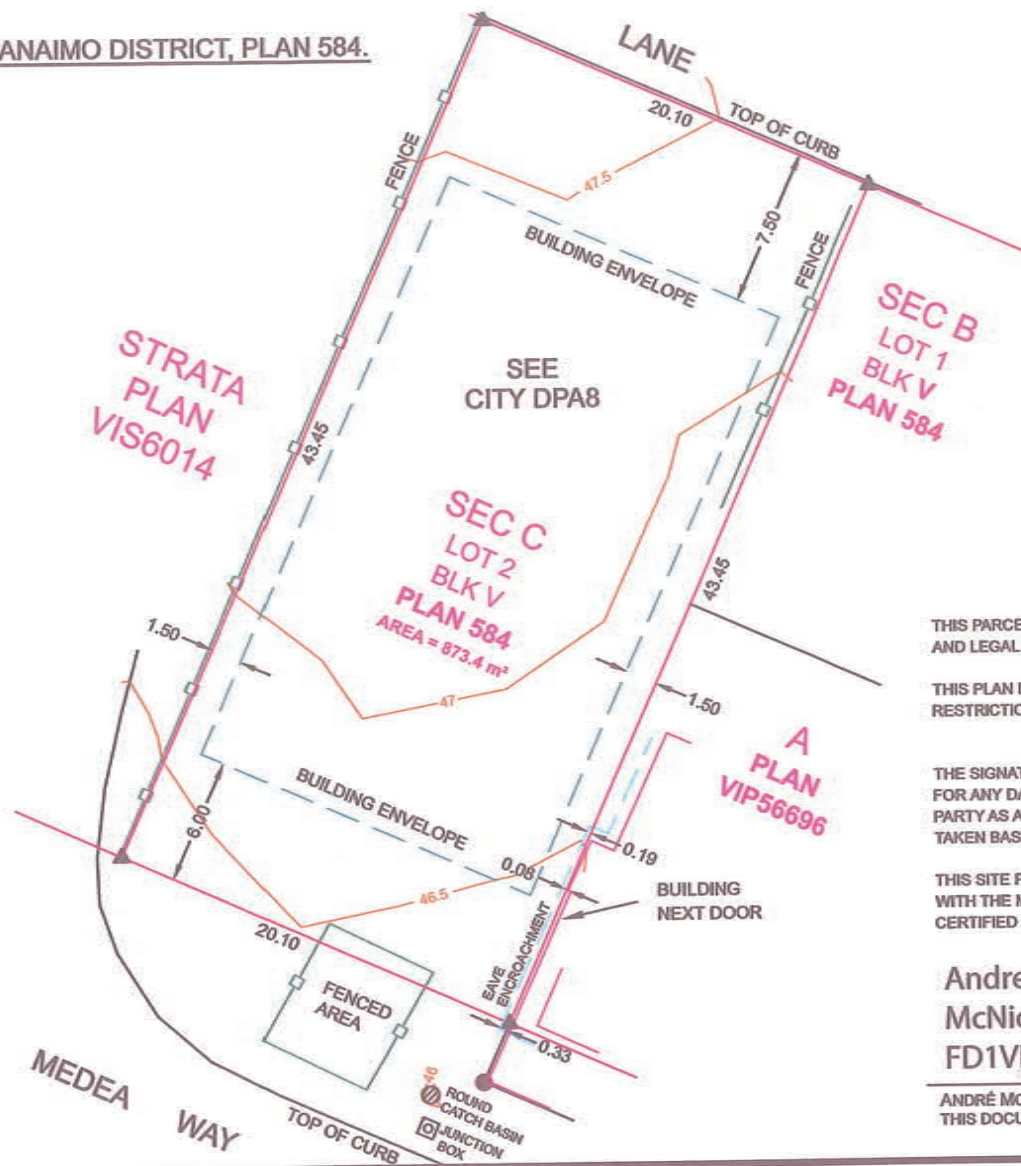 ANAIMO DISTRICT, PLAN 584.
LANE
20.10
TOP OF CURB
FENCE
47.5
7.50
BUILDING ENVELOPE
FENCE
SEC B
LOT 1
BLK V
PLAN 584
STRATA
PLAN
VIS6014
SEE
CITY DPA8
43.45
SEC C
LOT 2
BLK V
PLAN 584
AREA = 873.4 m²
43.45
1.50
47
1.50
A
PLAN
VIP56696
BUILDING ENVELOPE
6.00
0.19
0.08
46.5
BUILDING
NEXT DOOR
20.10
EAVE
ENCROACHMENT
FENCED
AREA
0.33
MEDEA WAY
TOP OF CURB
46
ROUND
CATCH BASIN
JUNCTION
BOX
THIS PARCE
AND LEGAL
THIS PLAN
RESTRICTIO
THE SIGNAT
FOR ANY DA
PARTY AS A
TAKEN BAS
THIS SITE P
WITH THE M
CERTIFIED
Andre
McNic
FD1V
ANDRÉ MC
THIS DOCU